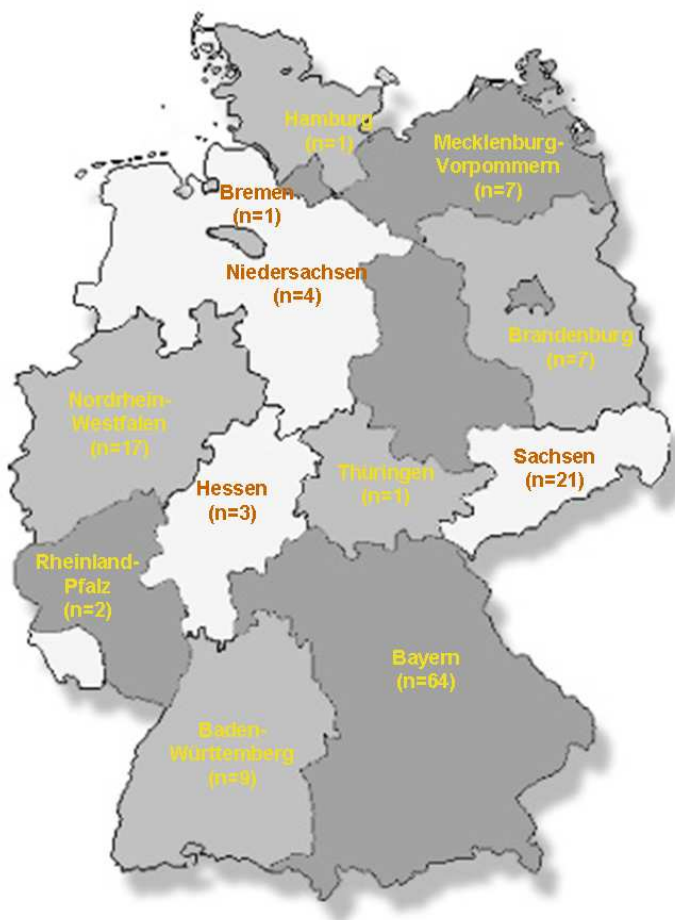 Hamburg
(n=1)
Mecklenburg-
Vorpommern
(n=7)
Bremen
(n=1)
Niedersachsen
(n=4)
Brandenburg
(n=7)
Nordrhein-
Westfalen
(n=17)
Sachsen
(n=21)
Thüringen
(n=1)
Hessen
(n=3)
Rheinland-
Pfalz
(n=2)
Bayern
(n=64)
Baden-
Württemberg
(n=9)